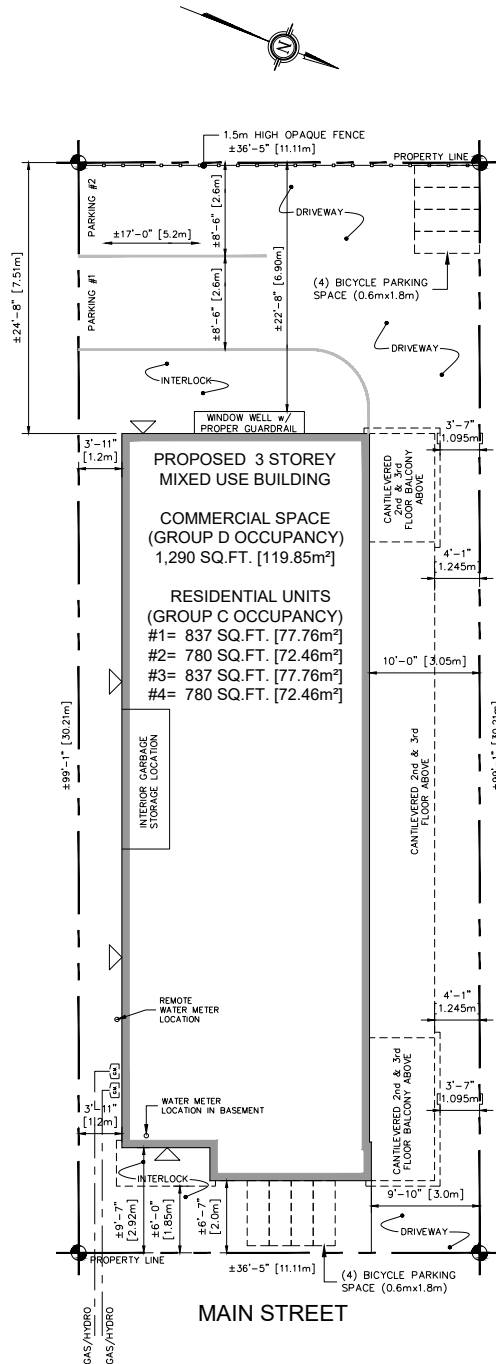 N
1.5m HIGH OPAQUE FENCE
±36'-5" [11.11m]
PROPERTY LINE
PARKING #2
±17'-0" [5.2m]
±8'-6" [2.6m]
DRIVEWAY
±24'-8" [7.51m]
PARKING #1
±8'-6" [2.6m]
±22'-8" [6.90m]
(4) BICYCLE PARKING
SPACE (0.6mx1.8m)
DRIVEWAY
INTERLOCK
WINDOW WELL w/
PROPER GUARDRAIL
3'-11"
[1.2m]
3'-7"
[1.095m]
PROPOSED 3 STOREY
MIXED USE BUILDING
COMMERCIAL SPACE
(GROUP D OCCUPANCY)
1,290 SQ.FT. [119.85m²]
RESIDENTIAL UNITS
(GROUP C OCCUPANCY)
#1= 837 SQ.FT. [77.76m²]
#2= 780 SQ.FT. [72.46m²]
#3= 837 SQ.FT. [77.76m²]
#4= 780 SQ.FT. [72.46m²]
CANTILEVERED
2nd & 3rd
FLOOR BALCONY
ABOVE
4'-1"
[1.245m]
10'-0" [3.05m]
±99'-1" [30.21m]
±99'-1" [30.21m]
INTERIOR GARBAGE
STORAGE LOCATION
CANTILEVERED 2nd & 3rd
FLOOR ABOVE
REMOTE
WATER METER
LOCATION
4'-1"
[1.245m]
GM
GM
3'-11"
[1.2m]
WATER METER
LOCATION IN BASEMENT
CANTILEVERED 2nd & 3rd
FLOOR BALCONY ABOVE
3'-7"
[1.095m]
INTERLOCK
±9'-7"
[2.92m]
±6'-0"
[1.85m]
±6'-7"
[2.0m]
9'-10" [3.0m]
DRIVEWAY
PROPERTY LINE
±36'-5" [11.11m]
(4) BICYCLE PARKING
SPACE (0.6mx1.8m)
MAIN STREET
GAS/HYDRO
GAS/HYDRO